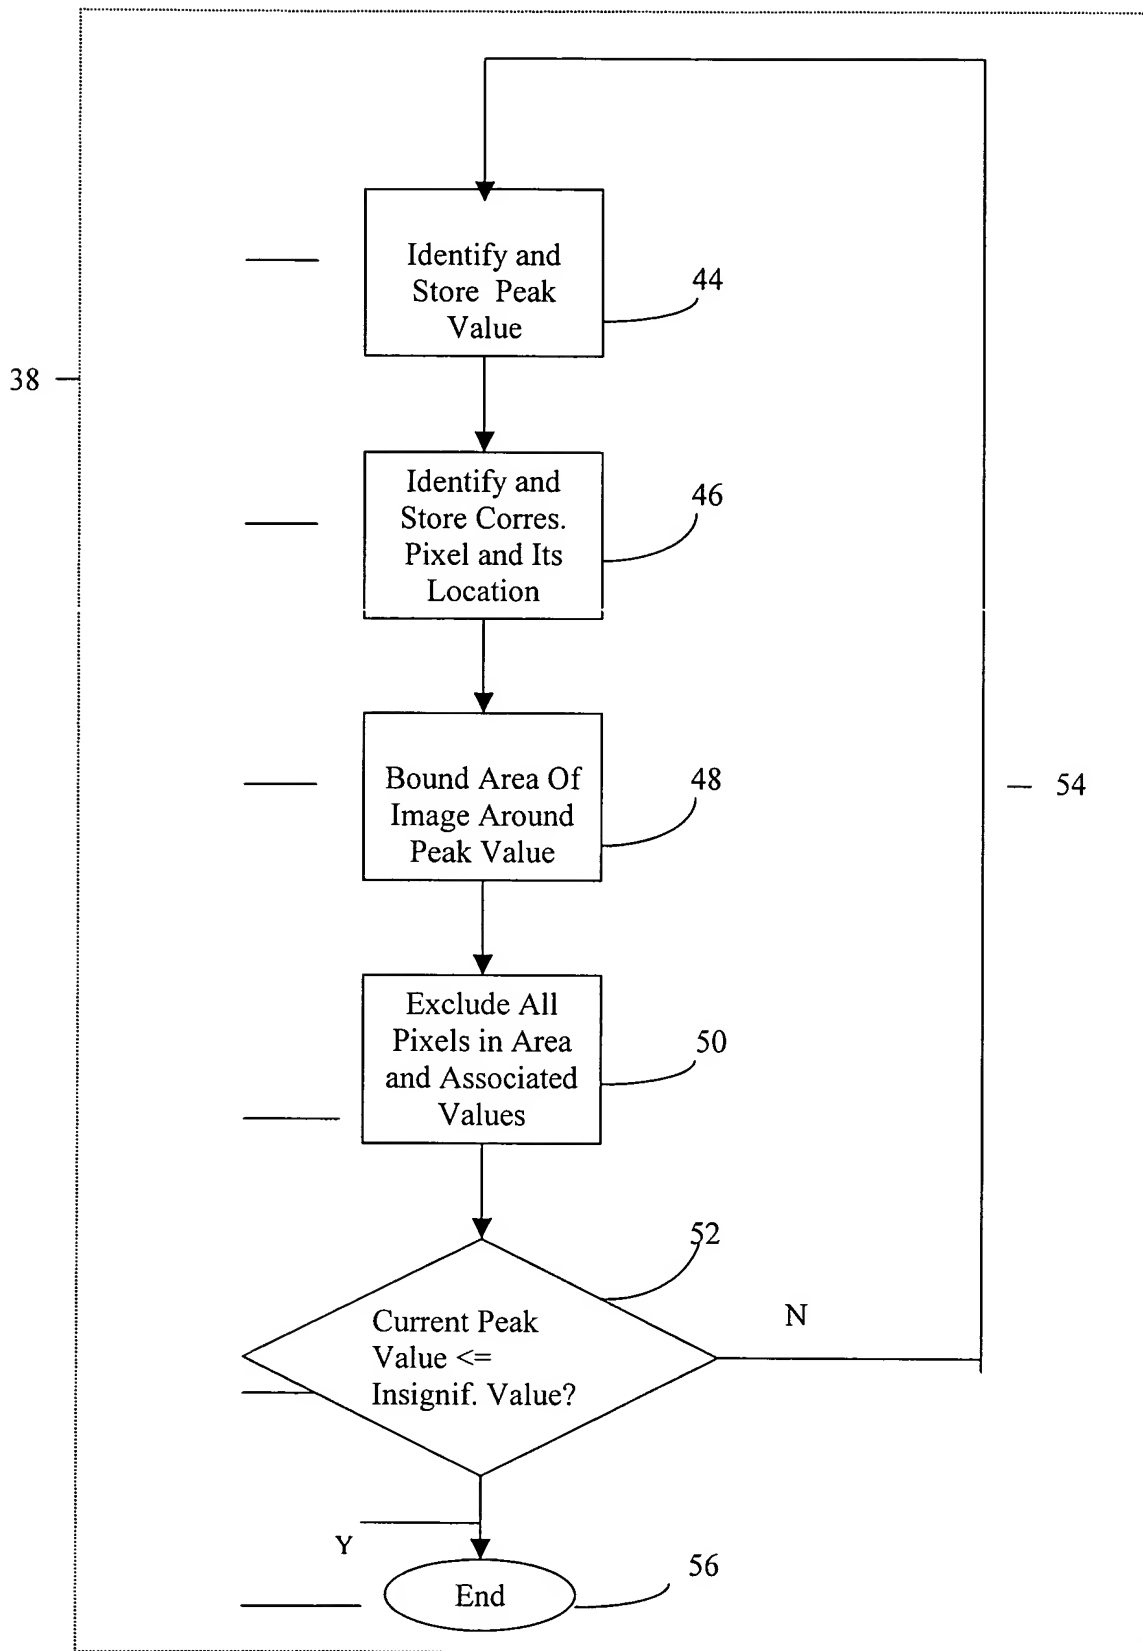 Identify and
Store Peak
Value
44
38
Identify and
Store Corres.
Pixel and Its
Location
46
Bound Area Of
Image Around
Peak Value
48
54
Exclude All
Pixels in Area
and Associated
Values
50
52
Current Peak
Value <=
Insignif. Value?
N
Y
End
56